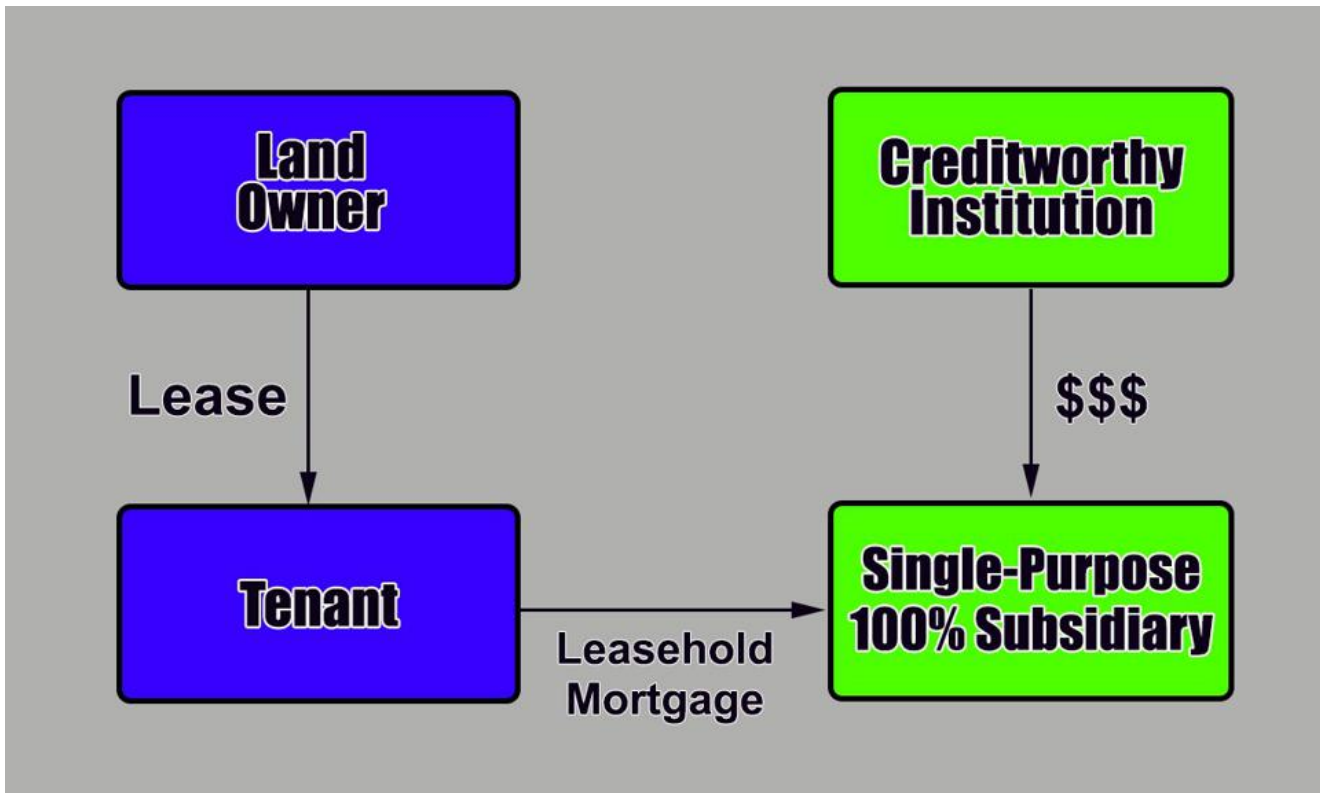 Land
Owner
Creditworthy
Institution
Lease
$$$
Tenant
Leasehold
Mortgage
Single-Purpose
100% Subsidiary